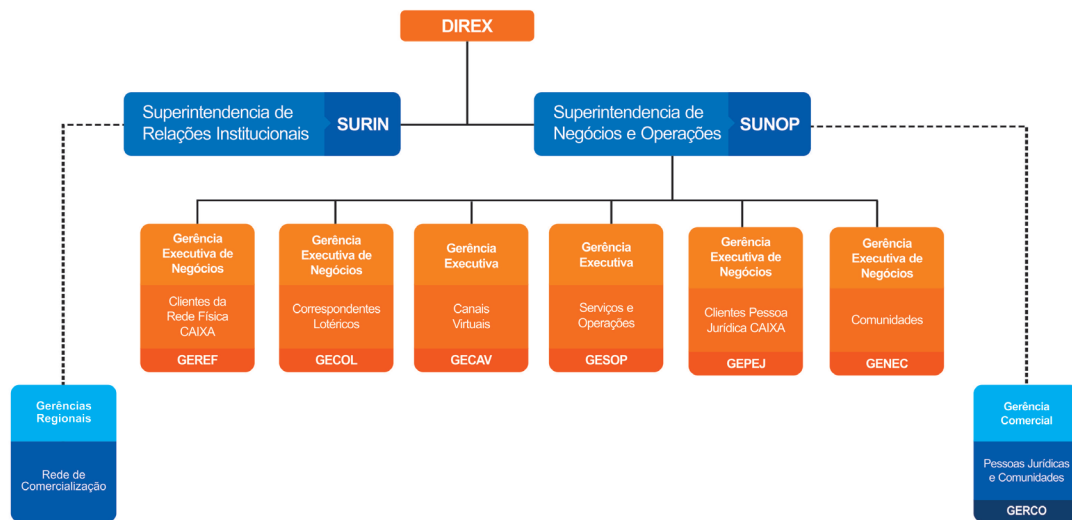 DIREX
Superintendencia de
Relações Institucionais
SURIN
Superintendencia de
Negócios e Operações
SUNOP
Gerência
Executiva de
Negócios
Clientes da
Rede Física
CAIXA
GEREF
Gerência
Executiva de
Negócios
Correspondentes
Lotéricos
GECOL
Gerência
Executiva
Canais
Virtuais
GECAV
Gerência
Executiva
Serviços e
Operações
GESOP
Gerência
Executiva de
Negócios
Clientes Pessoa
Jurídica CAIXA
GEPEJ
Gerência
Executiva de
Negócios
Comunidades
GENEC
Gerências
Regionais
Rede de
Comercialização
Gerência
Comercial
Pessoas Jurídicas
e Comunidades
GERCO